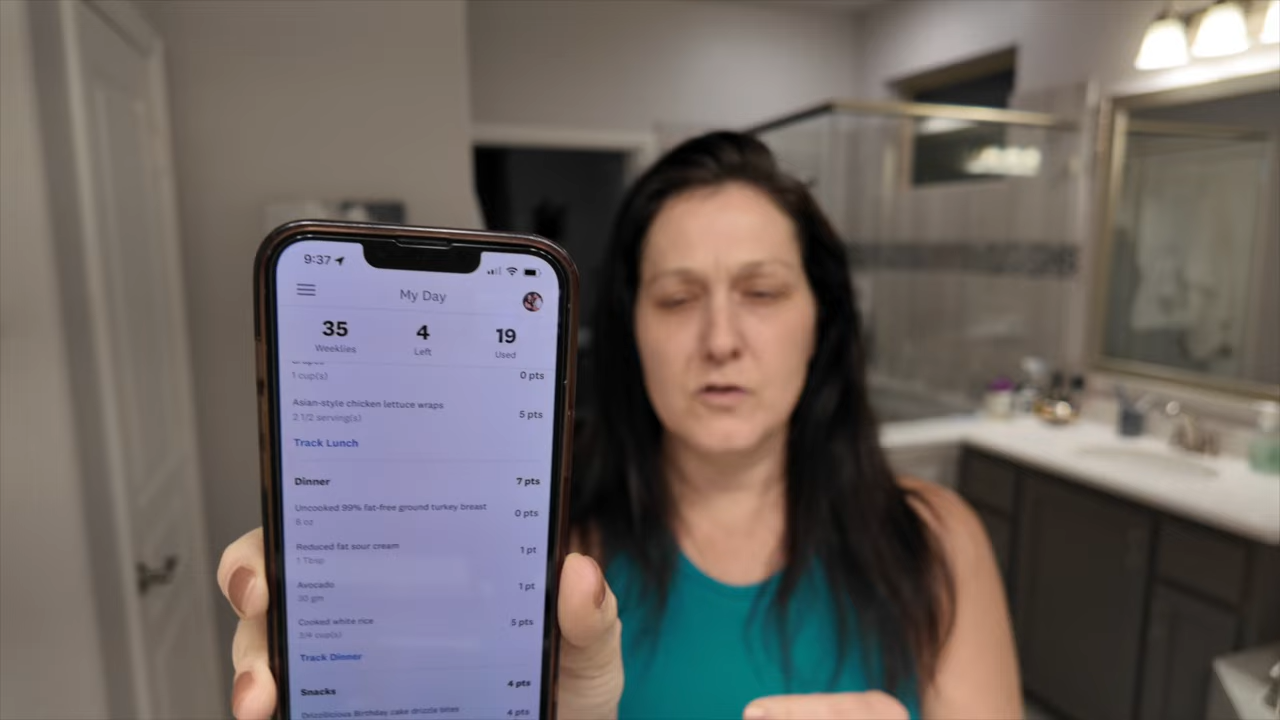 9:37
My Day
35 4 19
Weeklies Left Used
1 cup(s) 0 pts
Asian-style chicken lettuce wraps
2 1/2 serving(s) 5 pts
Track Lunch
Dinner 7 pts
Uncooked 99% fat-free ground turkey breast
6 oz 0 pts
Reduced fat sour cream
1 Tbsp 1 pt
Avocado 1 pt
30 gm
Cooked white rice 5 pts
3/4 cup(s)
Track Dinner
Snacks 4 pts
Drizzilicious Birthday cake drizzle bites 4 pts